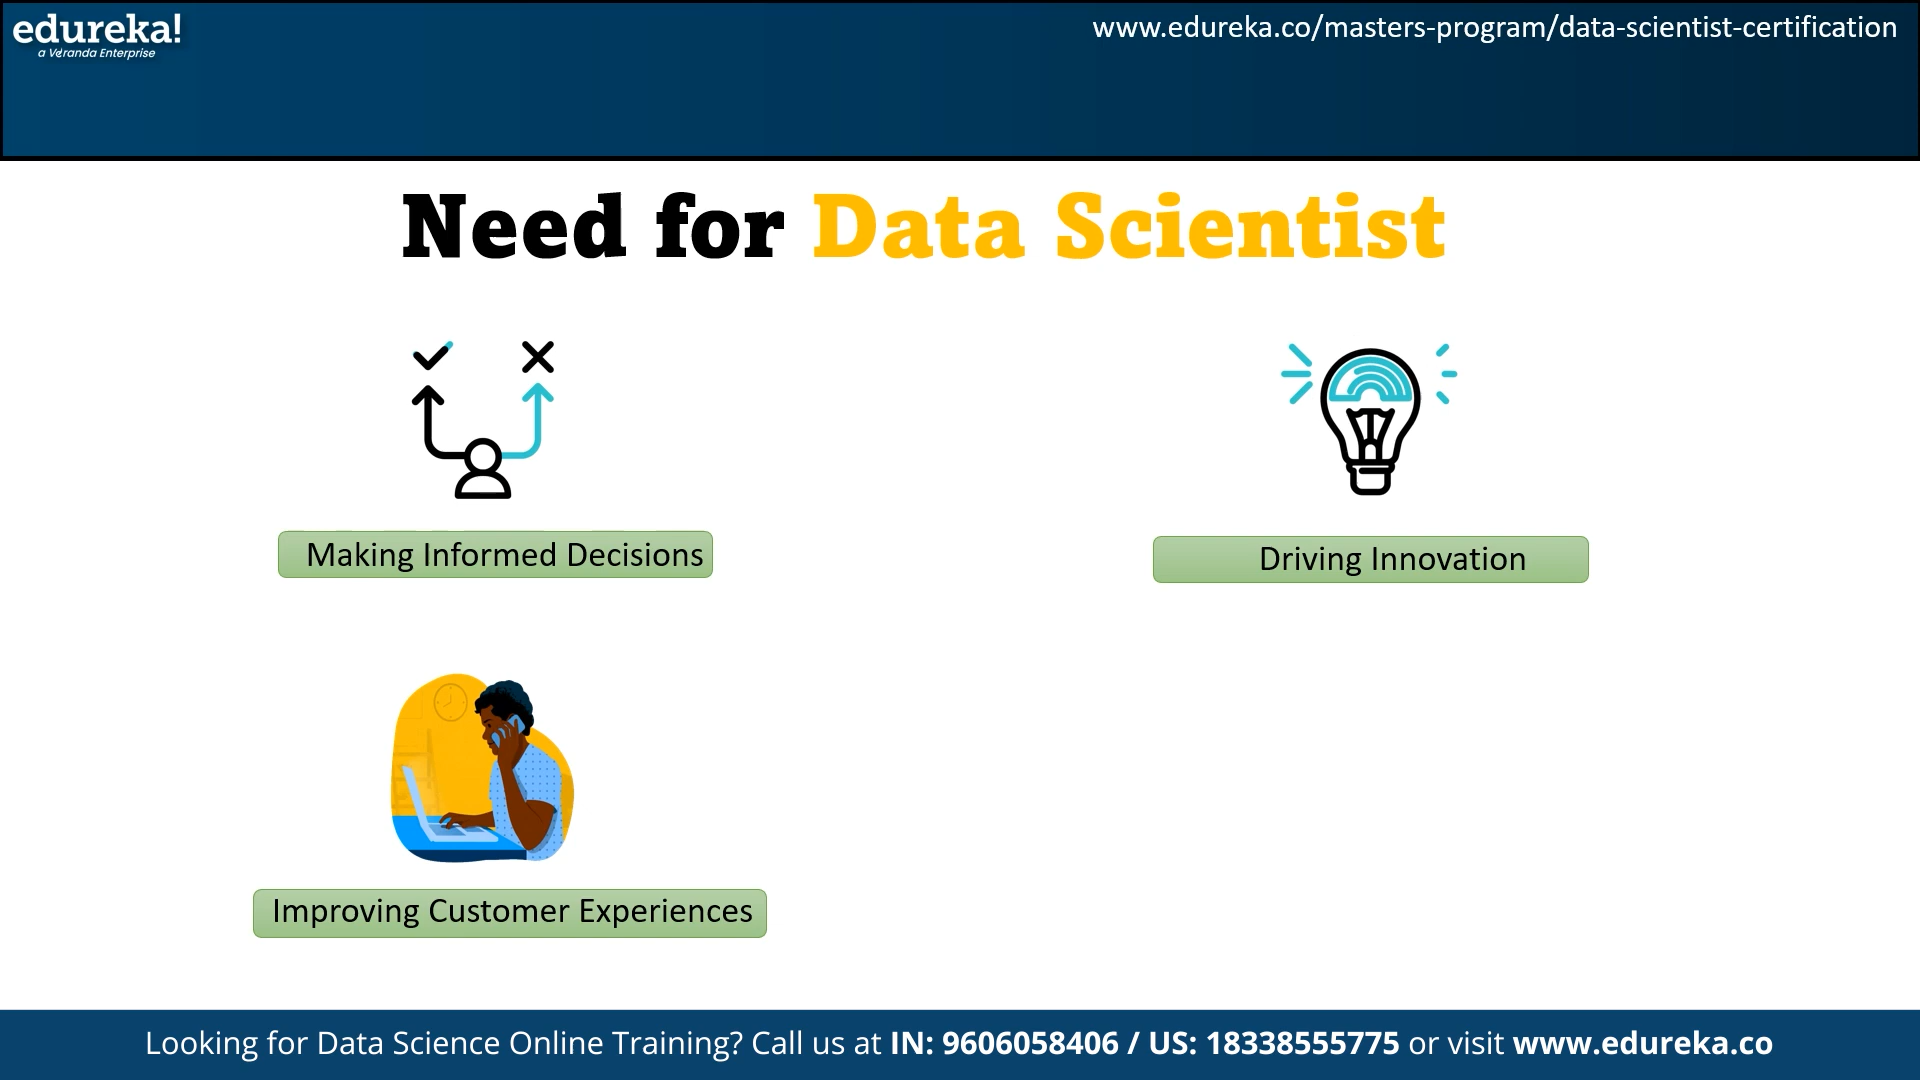 edureka!
a Veranda Enterprise
www.edureka.co/masters-program/data-scientist-certification
Need for Data Scientist
Making Informed Decisions
Driving Innovation
Improving Customer Experiences
Looking for Data Science Online Training? Call us at IN: 9606058406 / US: 18338555775 or visit www.edureka.co